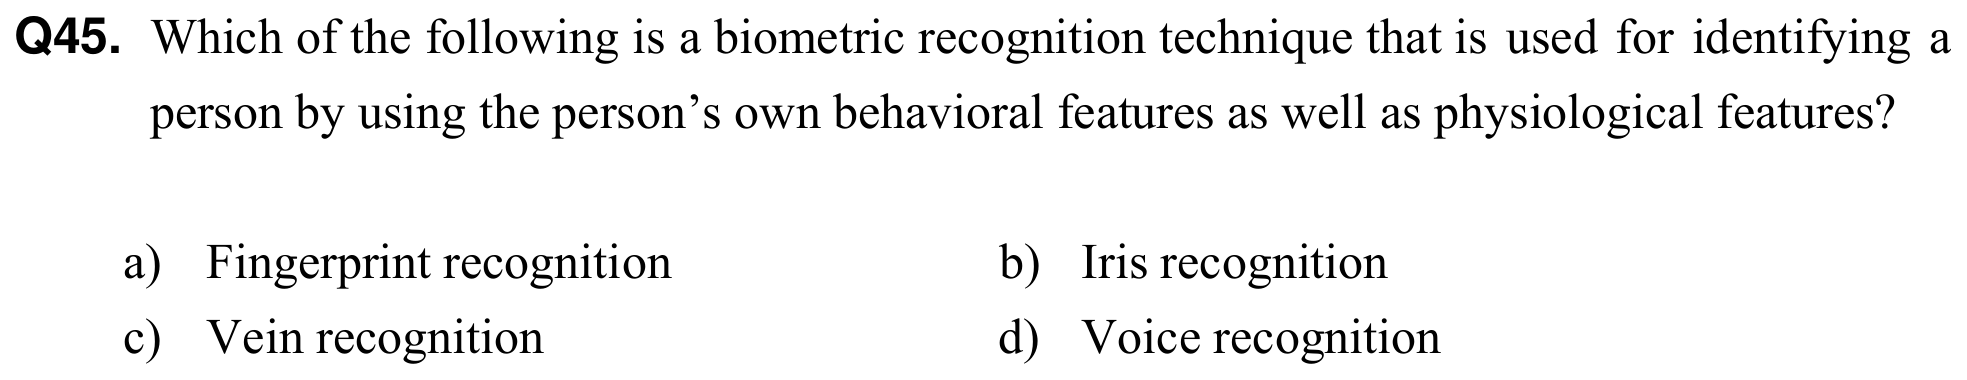 Q45. Which of the following is a biometric recognition technique that is used for identifying a
person by using the person’s own behavioral features as well as physiological features?
a) Fingerprint recognition b) Iris recognition
c) Vein recognition d) Voice recognition